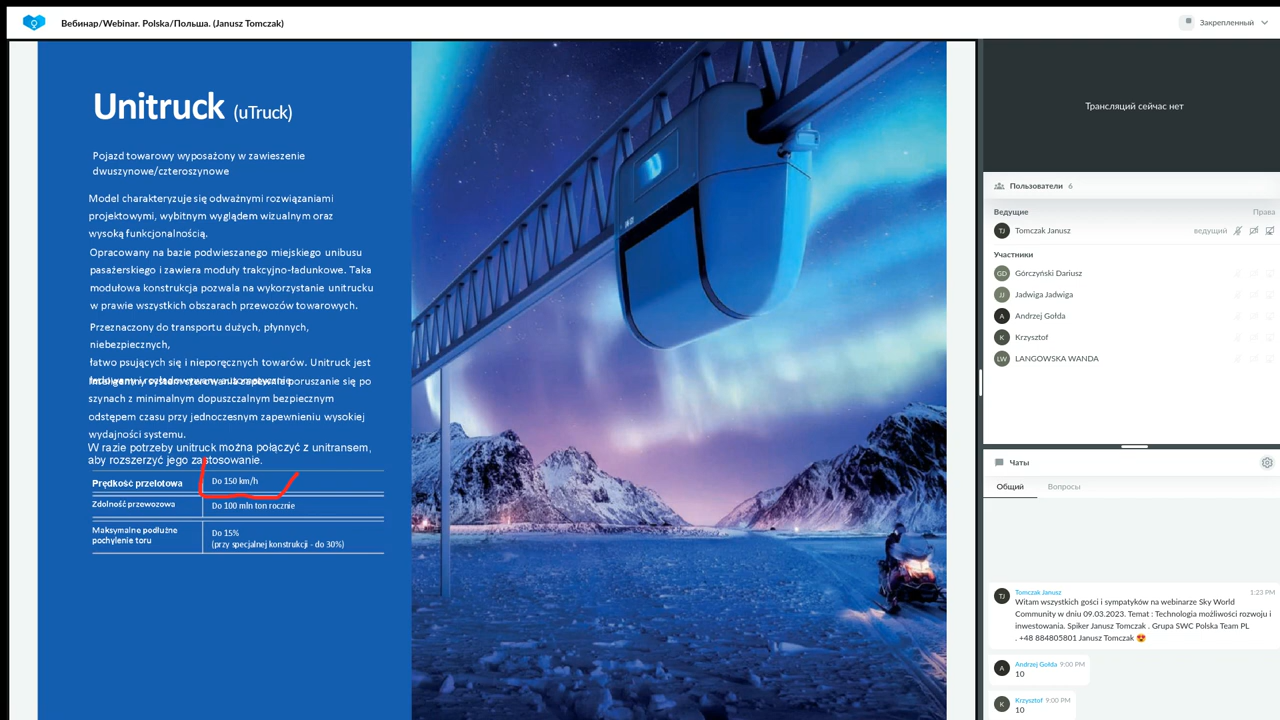 Вебинар/Webinar. Polska/Польша. (Janusz Tomczak)
Закрепленный
Unitruck (uTruck)
Pojazd towarowy wyposażony w zawieszenie
dwuszynowe/czteroszynowe
Model charakteryzuje się odważnymi rozwiązaniami
projektowymi, wybitnym wyglądem wizualnym oraz
wysoką funkcjonalnością.
Opracowany na bazie podwieszanego miejskiego unibusu
pasażerskiego i zawiera moduły trakcyjno-ładunkowe. Taka
modułowa konstrukcja pozwala na wykorzystanie unitrucku
w prawie wszystkich obszarach przewozów towarowych.
Przeznaczony do transportu dużych, płynnych,
niebezpiecznych,
łatwo psujących się i nieporęcznych towarów. Unitruck jest
poruszanie się po
szynach z minimalnym dopuszczalnym bezpiecznym
odstępem czasu przy jednoczesnym zapewnieniu wysokiej
wydajności systemu.
W razie potrzeby unitruck można połączyć z unitransem,
aby rozszerzyć jego zastosowanie.
Prędkość przelotowa
Do 150 km/h
Zdolność przewozowa
Do 100 mln ton rocznie
Maksymalne podłużne
pochylenie toru
Do 15%
(przy specjalnej konstrukcji - do 30%)
Трансляций сейчас нет
Пользователи 6
Ведущие Права
TJ Tomczak Janusz ведущий
Участники
GD Górczyński Dariusz
JJ Jadwiga Jadwiga
A Andrzej Gołda
K Krzysztof
LW LANGOWSKA WANDA
Чаты
Общий Вопросы
TJ Tomczak Janusz 1:23 PM
Witam wszystkich gości i sympatyków na webinarze Sky World
Community w dniu 09.03.2023. Temat : Technologia możliwości rozwoju i
inwestowania. Spiker Janusz Tomczak . Grupa SWC Polska Team PL
. +48 884805801 Janusz Tomczak 😍
A Andrzej Gołda 9:00 PM
10
K Krzysztof 9:00 PM
10